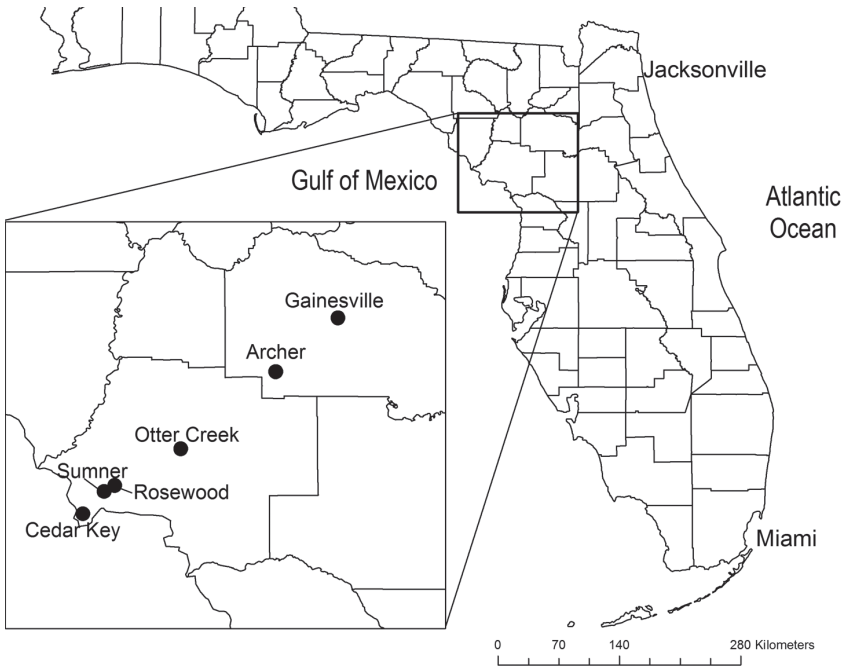 Jacksonville
Gulf of Mexico
Atlantic
Ocean
Gainesville
Archer
Otter Creek
Sumner
Rosewood
Cedar Key
Miami
0 70 140 280 Kilometers